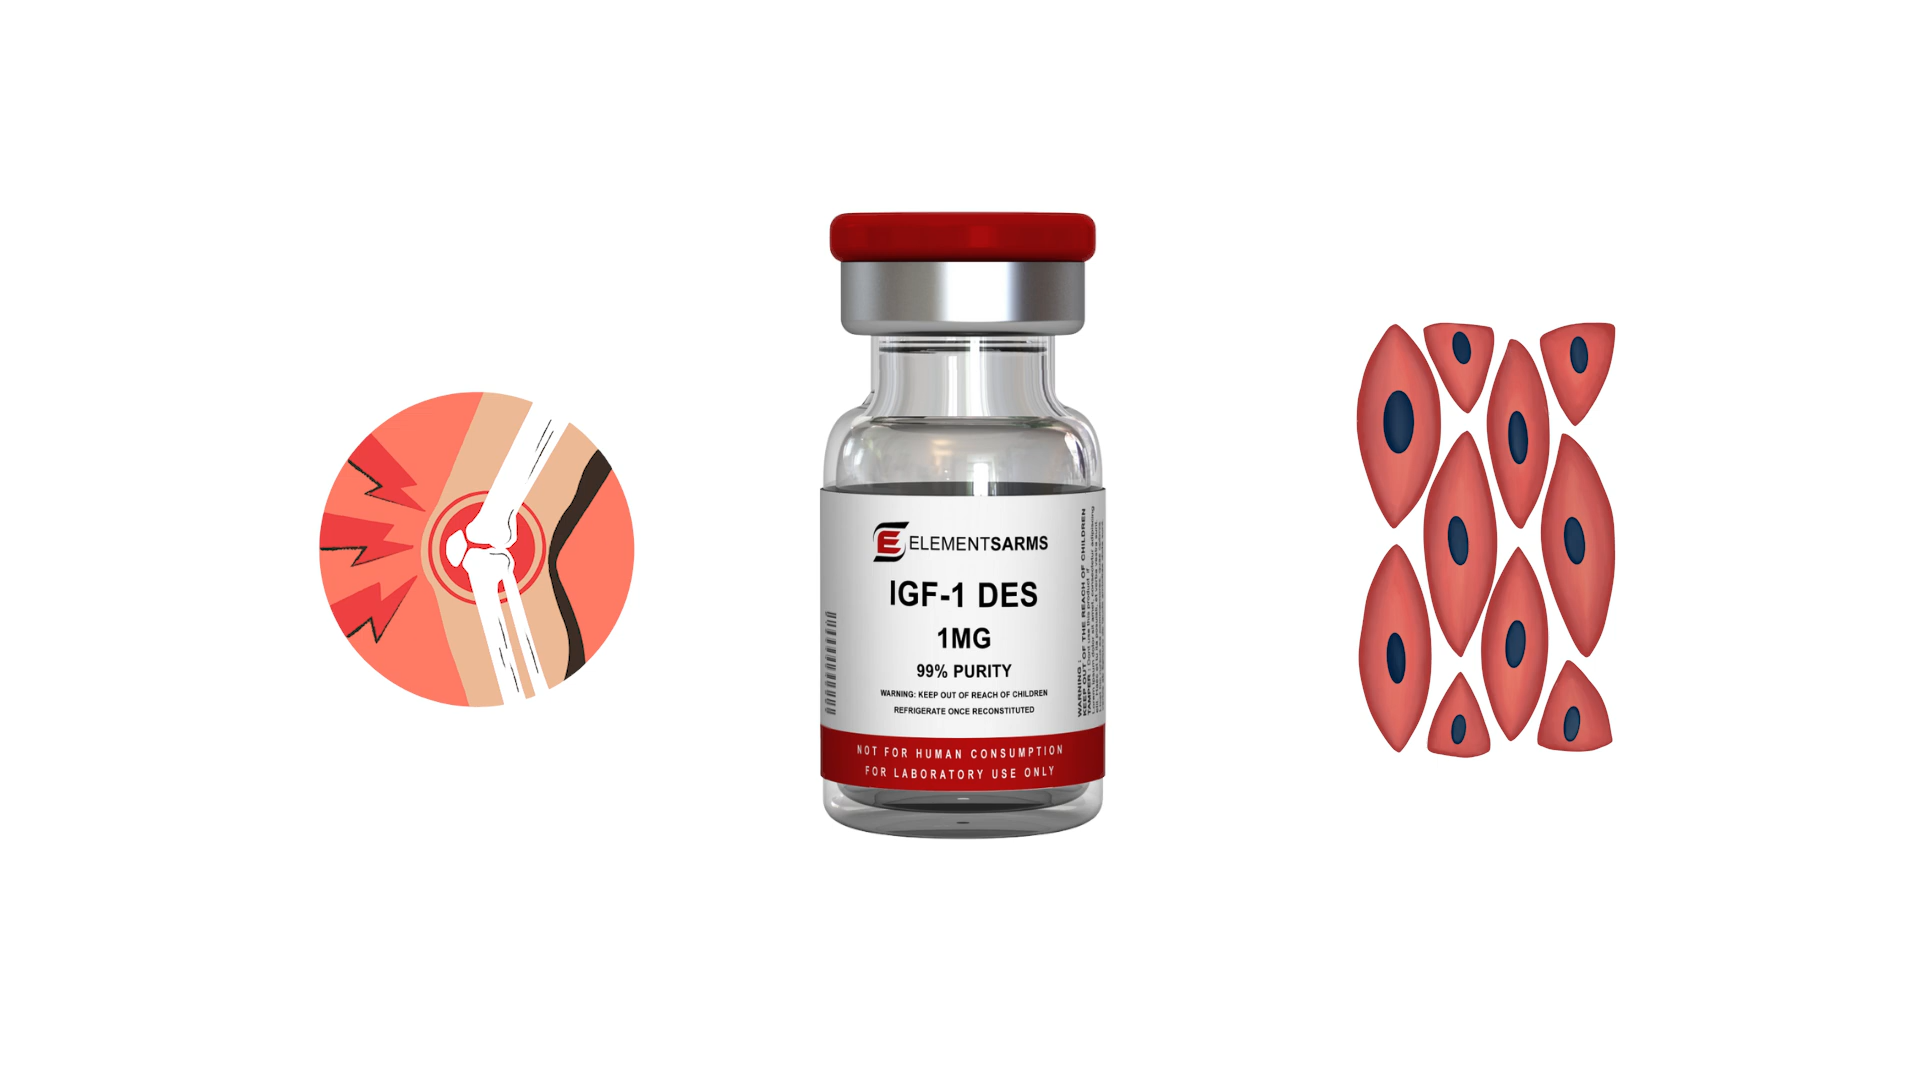 ELEMENTSARMS
IGF-1 DES
1MG
99% PURITY
WARNING: KEEP OUT OF REACH OF CHILDREN
REFRIGERATE ONCE RECONSTITUTED
NOT FOR HUMAN CONSUMPTION
FOR LABORATORY USE ONLY
WARNING :
KEEP OUT OF THE REACH OF CHILDREN